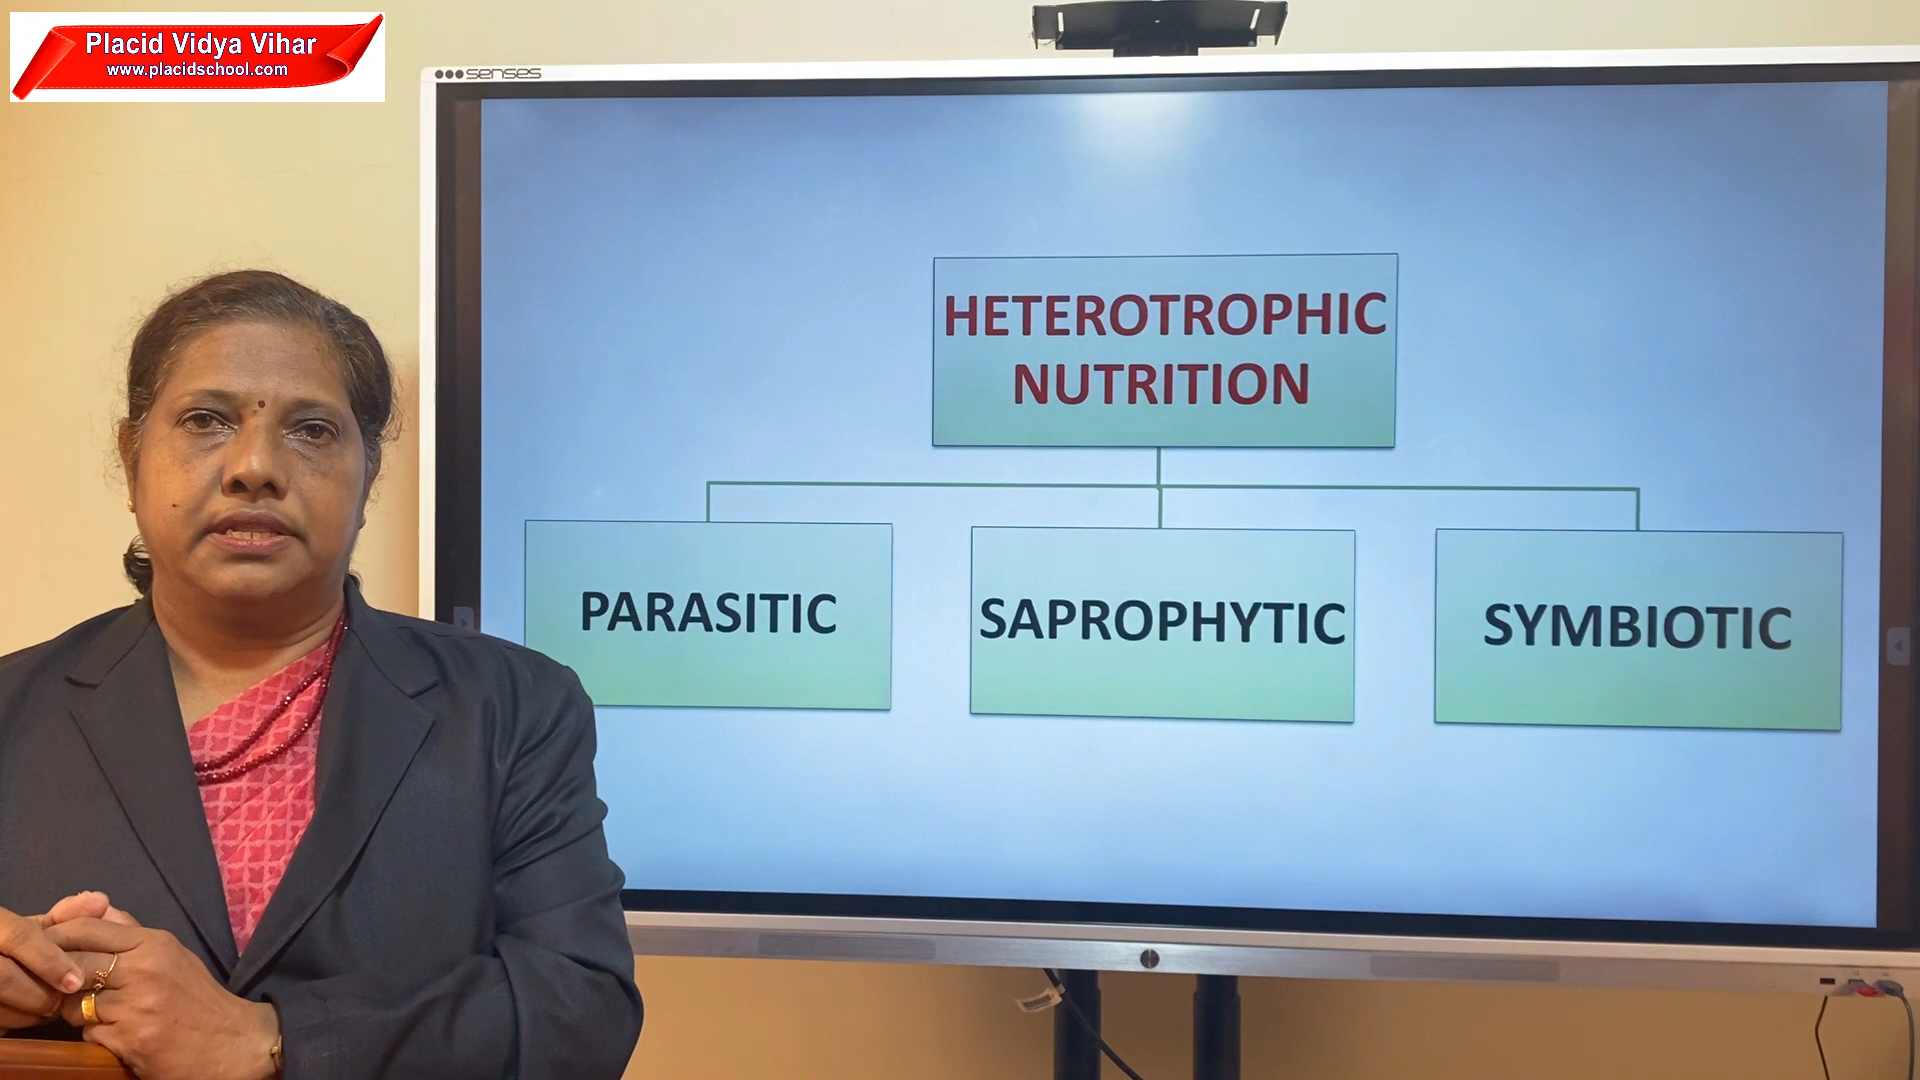 Placid Vidya Vihar
www.placidschool.com
senses
HETEROTROPHIC
NUTRITION
PARASITIC
SAPROPHYTIC
SYMBIOTIC